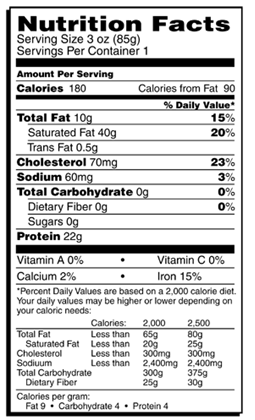 Nutrition Facts
Serving Size 3 oz (85g)
Servings Per Container 1
Amount Per Serving
Calories 180 Calories from Fat 90
% Daily Value*
Total Fat 10g 15%
Saturated Fat 40g 20%
Trans Fat 0.5g
Cholesterol 70mg 23%
Sodium 60mg 3%
Total Carbohydrate 0g 0%
Dietary Fiber 0g 0%
Sugars 0g
Protein 22g
Vitamin A 0% • Vitamin C 0%
Calcium 2% • Iron 15%
*Percent Daily Values are based on a 2,000 calorie diet.
Your daily values may be higher or lower depending on
your caloric needs:
Calories: 2,000 2,500
Total Fat Less than 65g 80g
Saturated Fat Less than 20g 25g
Cholesterol Less than 300mg 300mg
Sodiuum Less than 2,400mg 2,400mg
Total Carbohydrate 300g 375g
Dietary Fiber 25g 30g
Calories per gram:
Fat 9 • Carbohydrate 4 • Protein 4